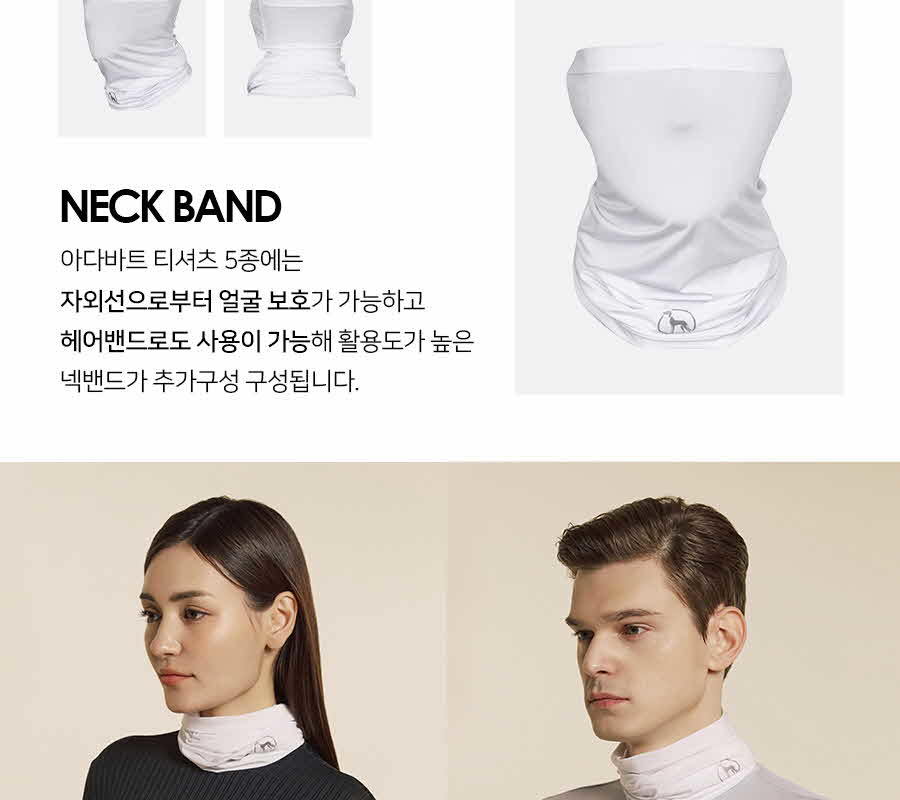 NECK BAND
아다바트 티셔츠 5종에는
자외선으로부터 얼굴 보호가 가능하고
헤어밴드로도 사용이 가능해 활용도가 높은
넥밴드가 추가구성 구성됩니다.